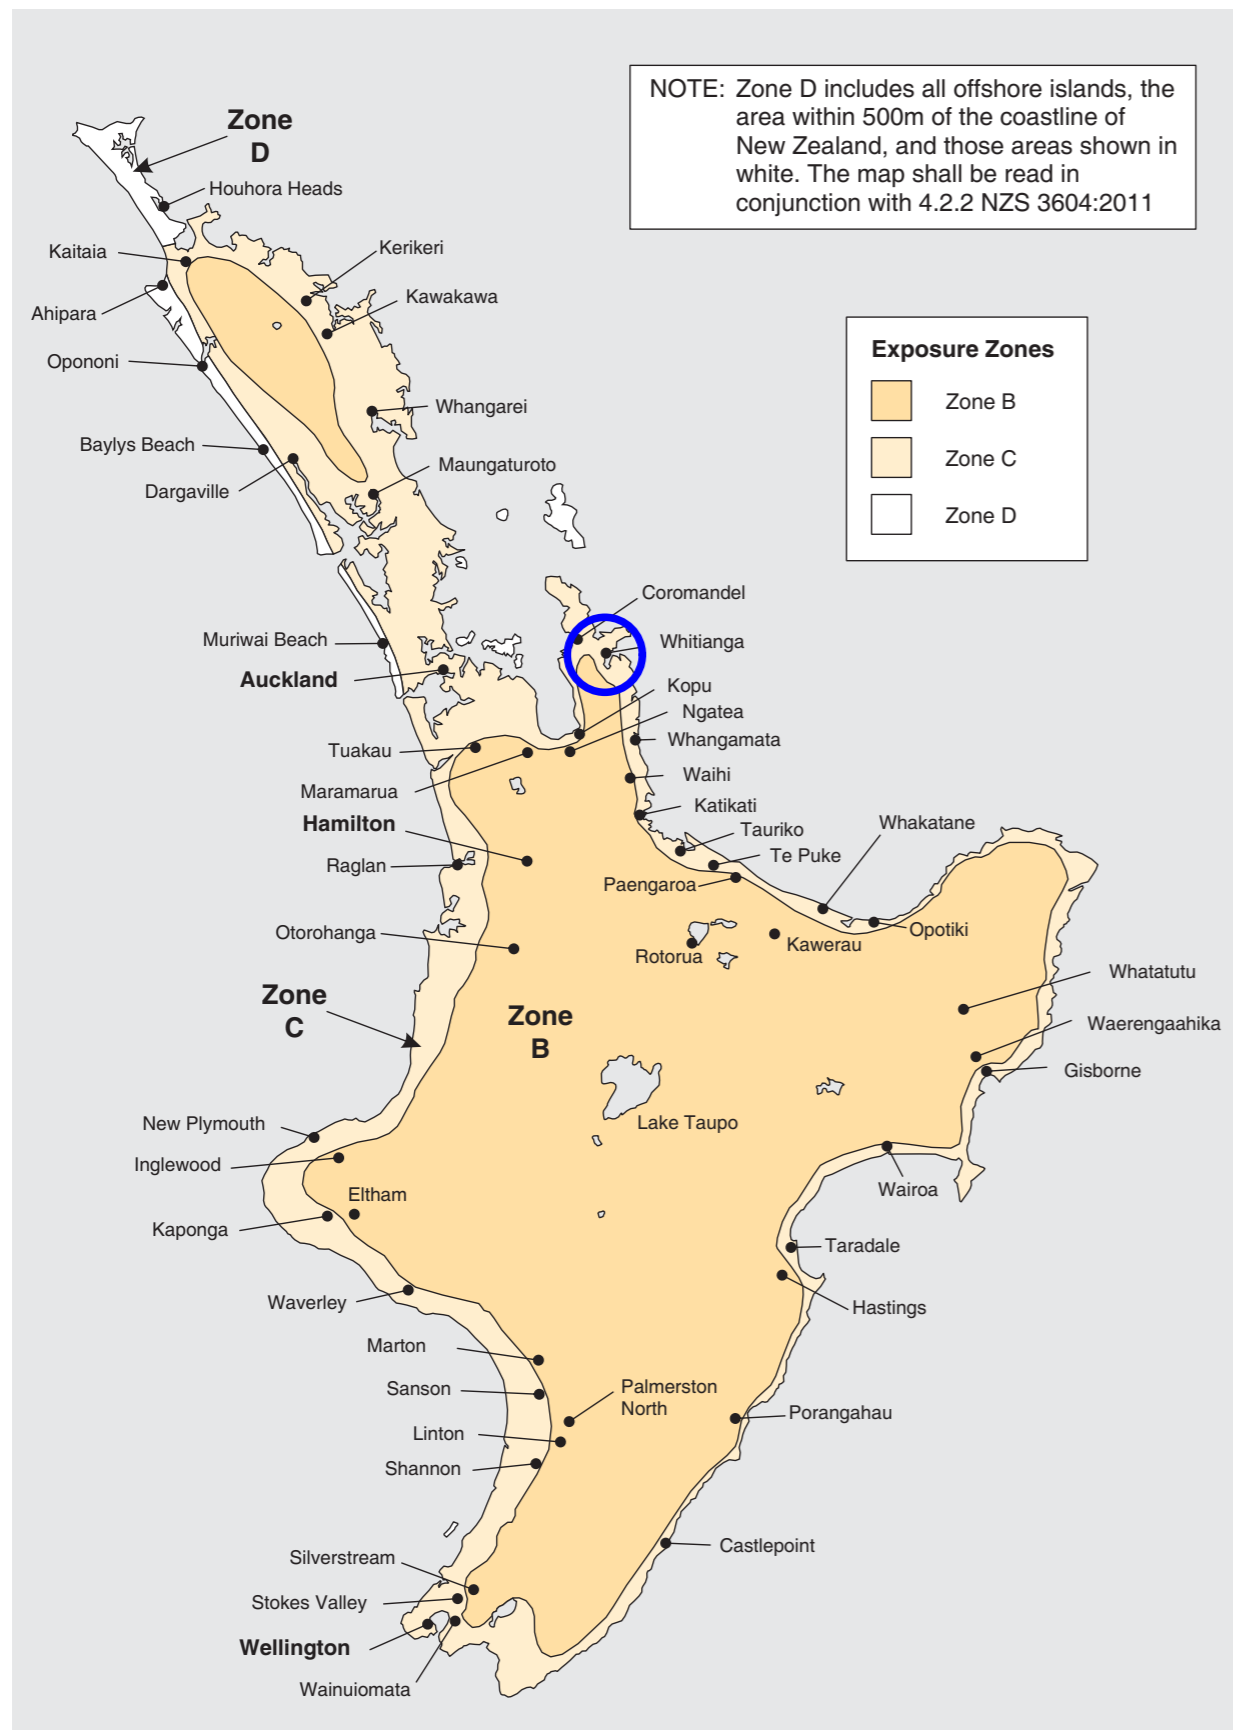 NOTE: Zone D includes all offshore islands, the
area within 500m of the coastline of
New Zealand, and those areas shown in
white. The map shall be read in
conjunction with 4.2.2 NZS 3604:2011
Zone
D
Houhora Heads
Kaitaia
Kerikeri
Ahipara
Kawakawa
Opononi
Exposure Zones
Zone B
Zone C
Zone D
Whangarei
Baylys Beach
Maungaturoto
Dargaville
Coromandel
Muriwai Beach
Whitianga
Auckland
Kopu
Ngatea
Tuakau
Whangamata
Waihi
Maramarua
Katikati
Hamilton
Tauriko
Whakatane
Raglan
Te Puke
Paengaroa
Opotiki
Otorohanga
Rotorua
Kawerau
Whatatutu
Zone
C
Zone
B
Waerengaahika
Gisborne
New Plymouth
Lake Taupo
Inglewood
Eltham
Wairoa
Kaponga
Taradale
Waverley
Hastings
Marton
Sanson
Palmerston
North
Porangahau
Linton
Shannon
Castlepoint
Silverstream
Stokes Valley
Wellington
Wainuiomata